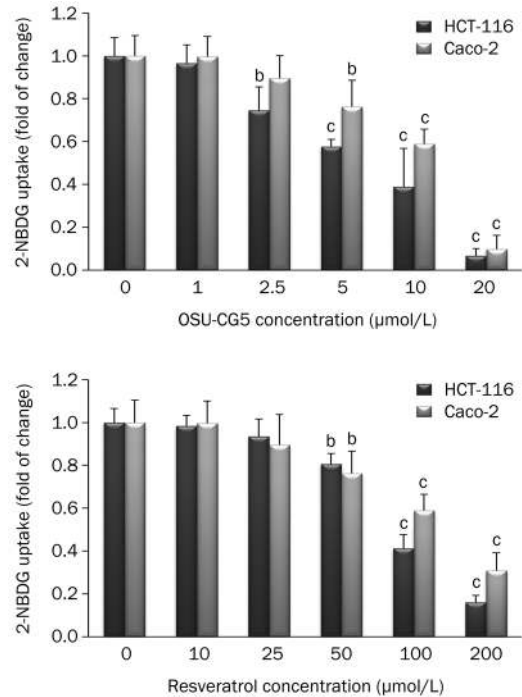 1.2
HCT-116
Caco-2
1.0
b
0.8
b
c
c
0.6
c
0.4
0.2
c
c
0.0
0 1 2.5 5 10 20
2-NBDG uptake (fold of change)
OSU-CG5 concentration (µmol/L)
1.2
HCT-116
Caco-2
1.0
b b
0.8
c
0.6
c
c
0.4
c
0.2
0.0
0 10 25 50 100 200
2-NBDG uptake (fold of change)
Resveratrol concentration (µmol/L)